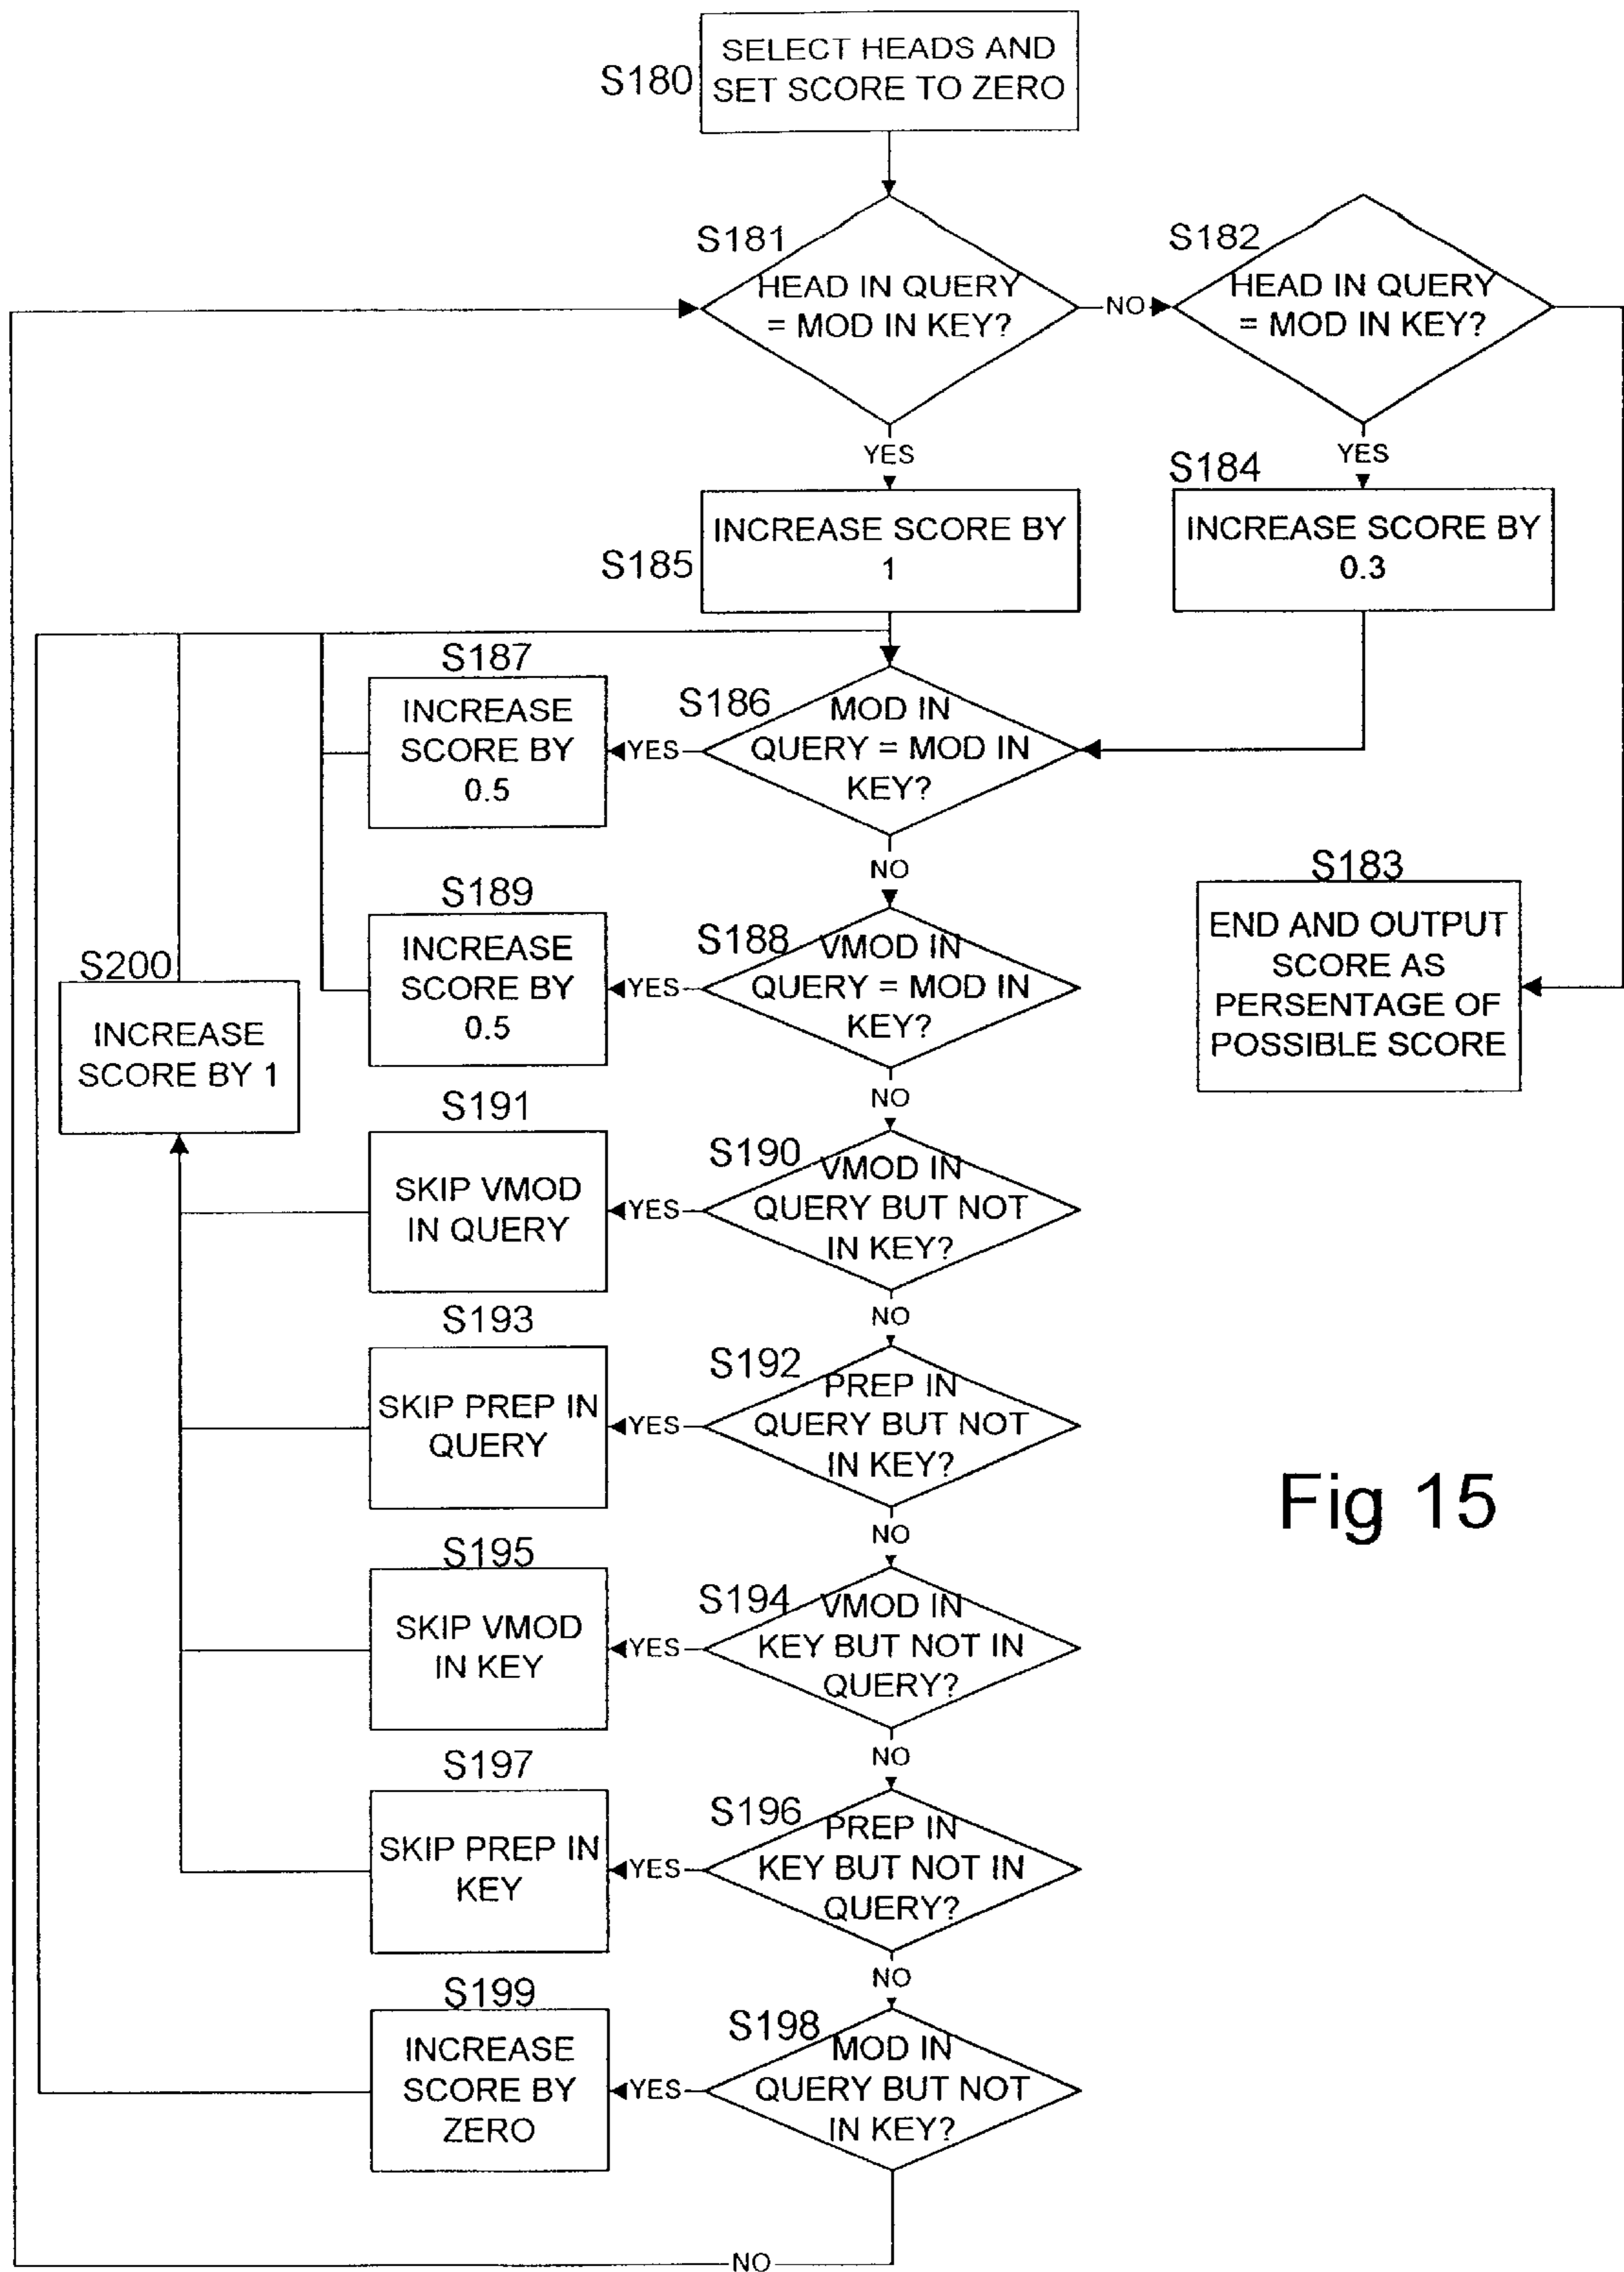 SELECT HEADS AND
SET SCORE TO ZERO
S180
S181
HEAD IN QUERY
= MOD IN KEY?
NO
S182
HEAD IN QUERY
= MOD IN KEY?
YES
YES
S185
INCREASE SCORE BY
1
S184
INCREASE SCORE BY
0.3
S187
INCREASE
SCORE BY
0.5
YES
S186
MOD IN
QUERY = MOD IN
KEY?
NO
S189
INCREASE
SCORE BY
0.5
YES
S188
VMOD IN
QUERY = MOD IN
KEY?
NO
S183
END AND OUTPUT
SCORE AS
PERSENTAGE OF
POSSIBLE SCORE
S200
INCREASE
SCORE BY 1
S191
SKIP VMOD
IN QUERY
YES
S190
VMOD IN
QUERY BUT NOT
IN KEY?
NO
S193
SKIP PREP IN
QUERY
YES
S192
PREP IN
QUERY BUT NOT
IN KEY?
NO
Fig 15
S195
SKIP VMOD
IN KEY
YES
S194
VMOD IN
KEY BUT NOT IN
QUERY?
NO
S197
SKIP PREP IN
KEY
YES
S196
PREP IN
KEY BUT NOT IN
QUERY?
NO
S199
INCREASE
SCORE BY
ZERO
YES
S198
MOD IN
QUERY BUT NOT
IN KEY?
NO